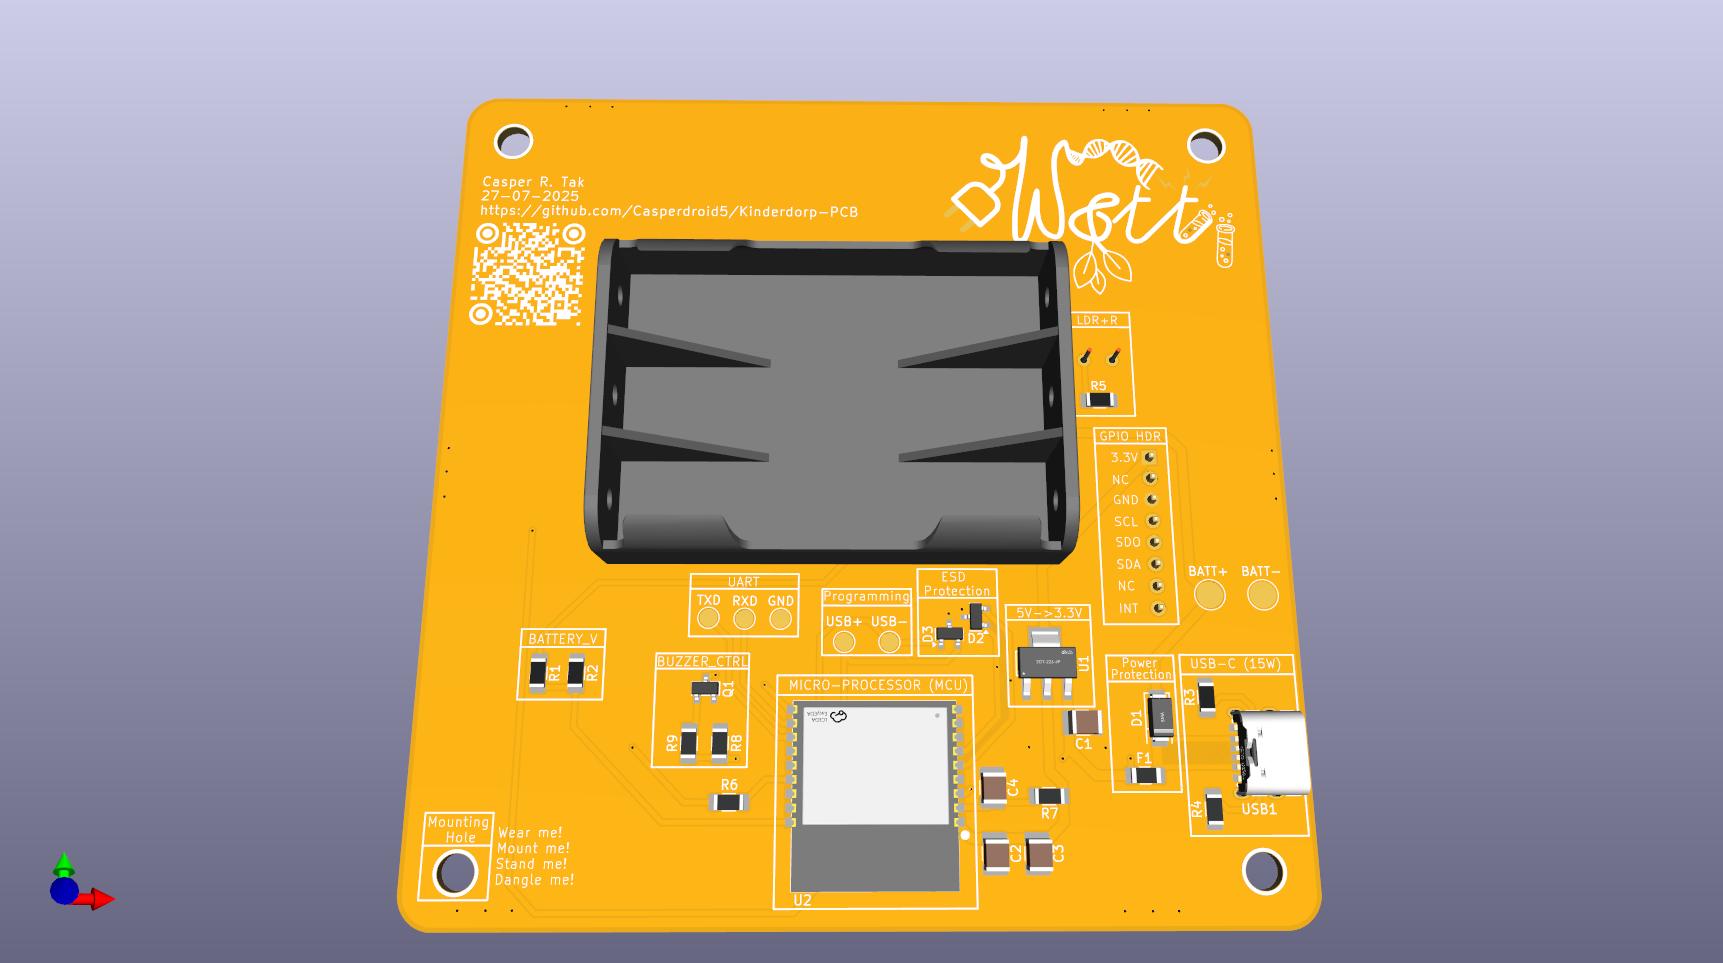 Casper R. Tak
27-07-2025
https://github.com/Casperdroid5/Kinderdorp-PCB
Watt
LDR+R
R5
GPIO HDR
3.3V
NC
GND
SCL
SDO
SDA
NC
INT
BATT+ BATT-
UART
TXD RXD GND
Programming
USB+ USB-
ESD
Protection
D3
D2
5V->3.3V
U1
BATTERY_V
R1
R2
BUZZER_CTRL
Q1
R9
R8
R6
MICRO-PROCESSOR (MCU)
U2
C1
C4
R7
C2
C3
Power
Protection
D1
F1
USB-C (15W)
R3
R4
USB1
Mounting
Hole
Wear me!
Mount me!
Stand me!
Dangle me!